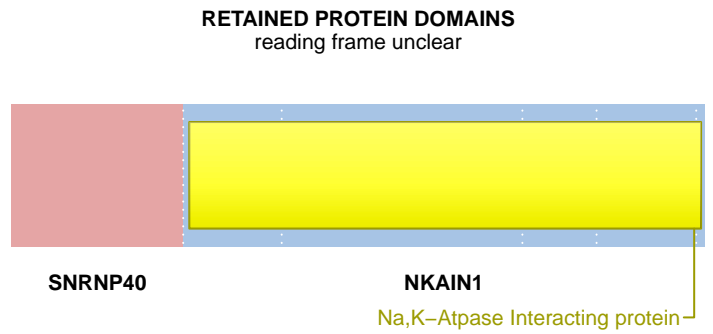 RETAINED PROTEIN DOMAINS
reading frame unclear
SNRNP40 NKAIN1
Na,K−Atpase Interacting protein